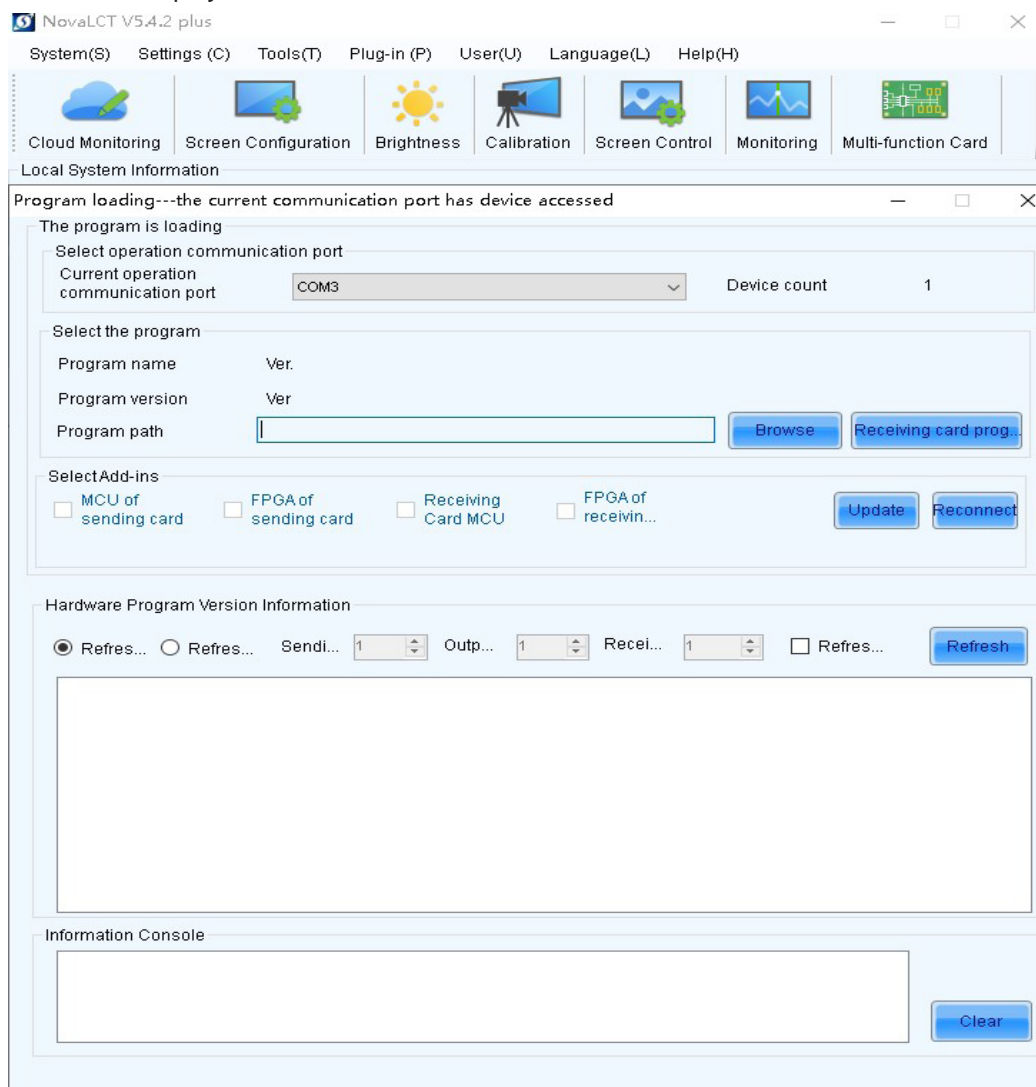 NovaLCT V5.4.2 plus
System(S) Settings (C) Tools(T) Plug-in (P) User(U) Language(L) Help(H)
Cloud Monitoring Screen Configuration Brightness Calibration Screen Control Monitoring Multi-function Card
Local System Information
Program loading---the current communication port has device accessed
The program is loading
Select operation communication port
Current operation
communication port COM3 Device count 1
Select the program
Program name Ver.
Program version Ver
Program path Browse Receiving card prog...
Select Add-ins
MCU of FPGA of Receiving FPGA of
sending card sending card Card MCU receivin... Update Reconnect
Hardware Program Version Information
Refres... Refres... Sendi... 1 Outp... 1 Recei... 1 Refres... Refresh
Information Console
Clear